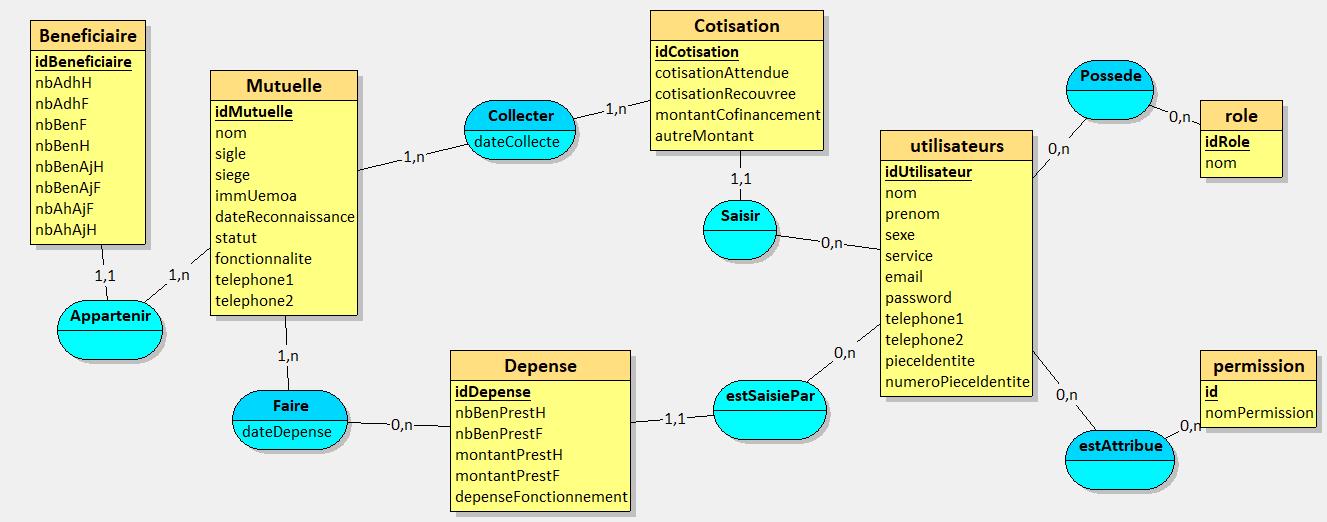 Beneficiaire
idBeneficiaire
nbAdhH
nbAdhF
nbBenF
nbBenH
nbBenAjH
nbBenAjF
nbAhAjF
nbAhAjH
1,1
Appartenir
1,n
Mutuelle
idMutuelle
nom
sigle
siege
immUemoa
dateReconnaissance
statut
fonctionnalite
telephone1
telephone2
1,n
Collecter
dateCollecte
1,n
Cotisation
idCotisation
cotisationAttendue
cotisationRecouvree
montantCofinancement
autreMontant
1,1
Saisir
0,n
1,n
Faire
dateDepense
0,n
Depense
idDepense
nbBenPrestH
nbBenPrestF
montantPrestH
montantPrestF
depenseFonctionnement
1,1
estSaisiePar
0,n
utilisateurs
idUtilisateur
nom
prenom
sexe
service
email
password
telephone1
telephone2
pieceIdentite
numeroPieceIdentite
0,n
Possede
0,n
role
idRole
nom
0,n
estAttribue
0,n
permission
id
nomPermission